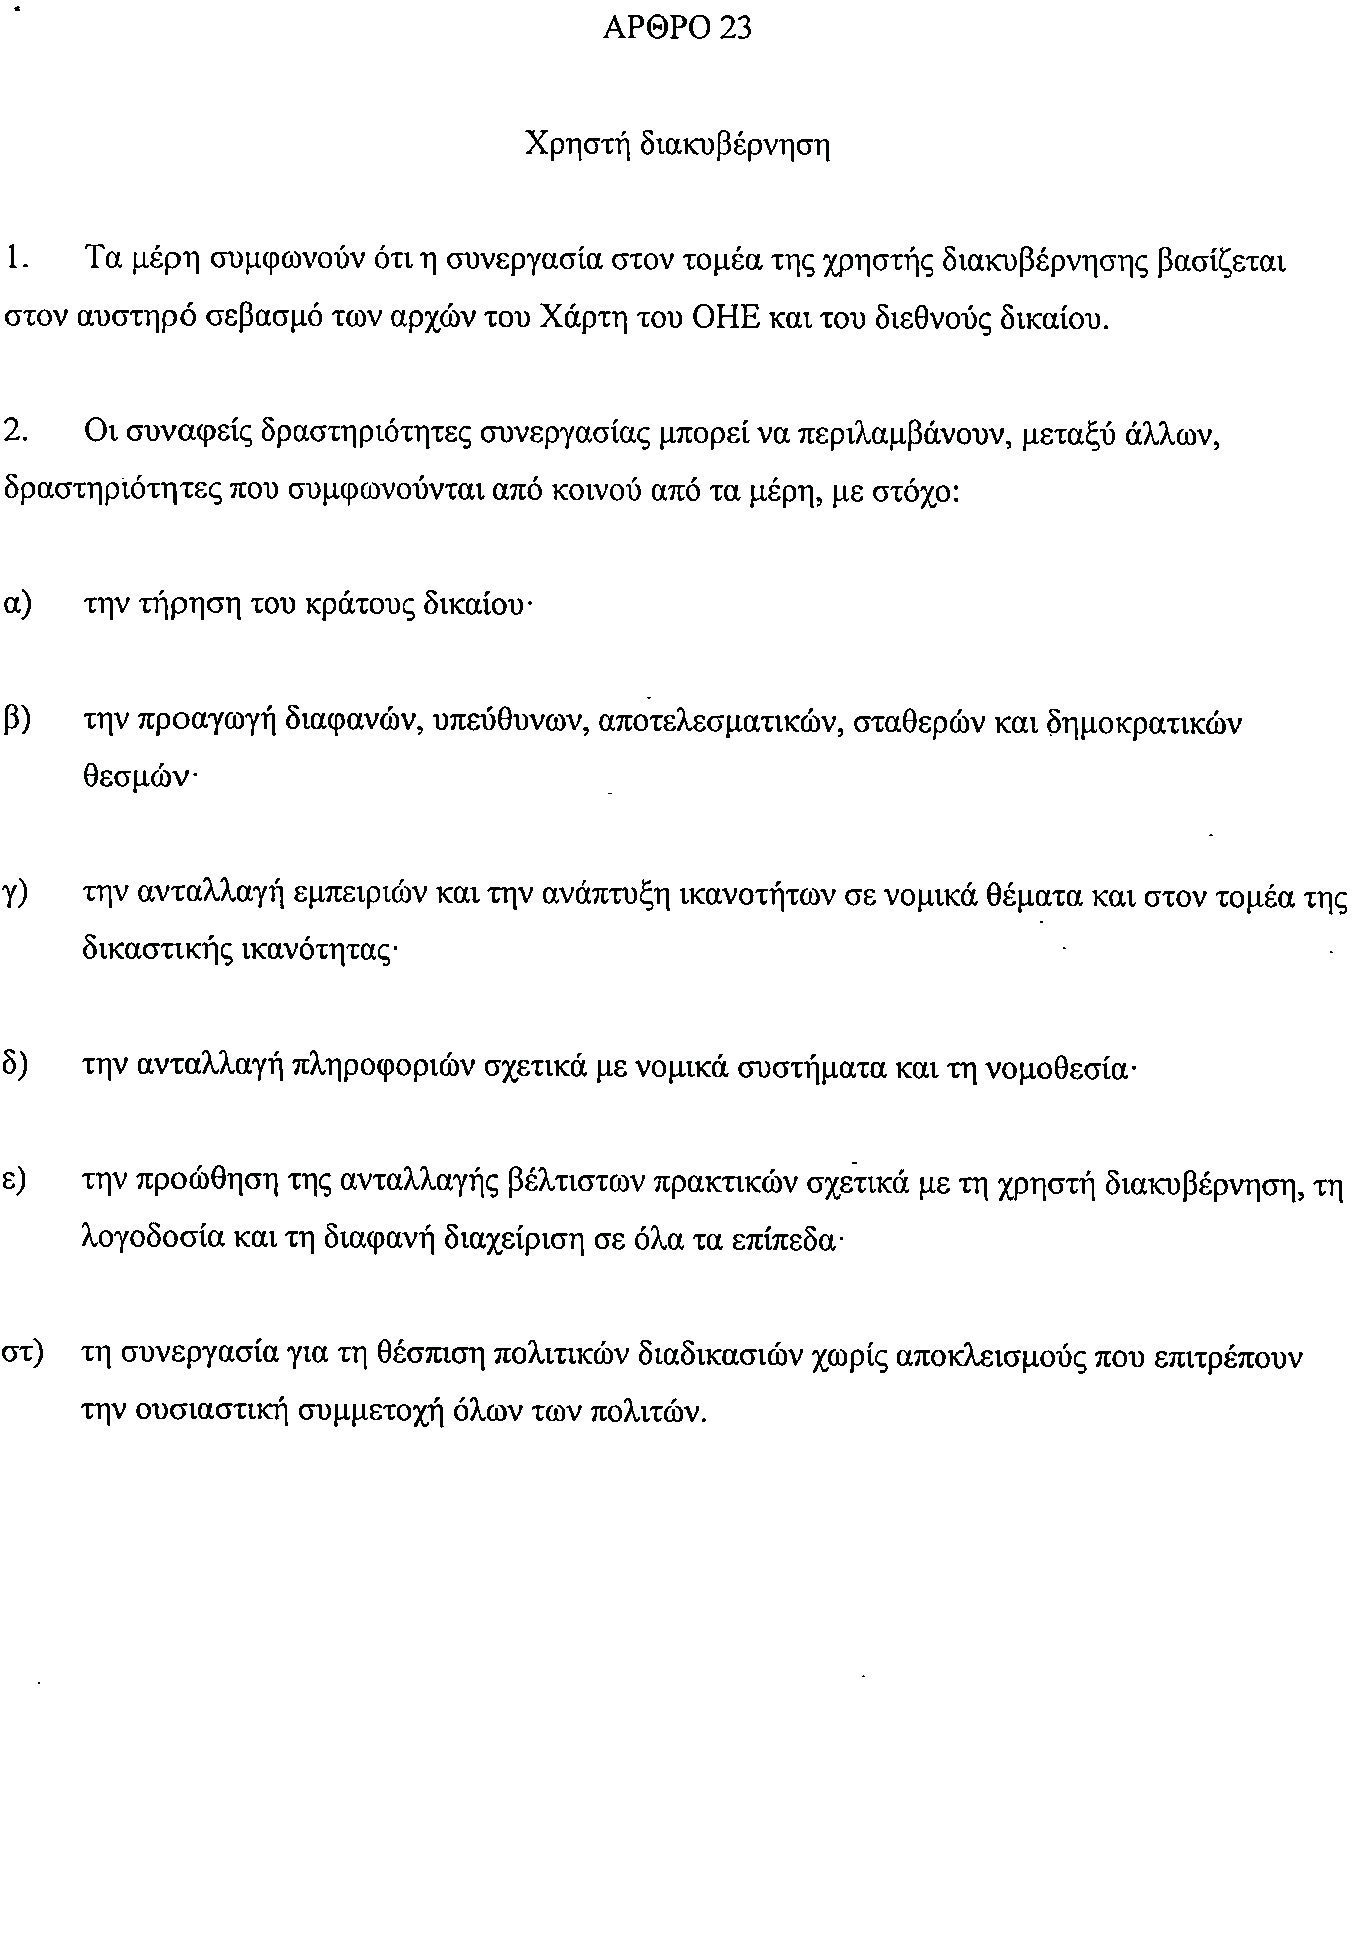 ΑΡΘΡΟ 23
Χρηστή διακυβέρνηση
1. Τα μέρη συμφωνούν ότι η συνεργασία στον τομέα της χρηστής διακυβέρνησης βασίζεται
στον αυστηρό σεβασμό των αρχών του Χάρτη του ΟΗΕ και του διεθνούς δικαίου.
2. Οι συναφείς δραστηριότητες συνεργασίας μπορεί να περιλαμβάνουν, μεταξύ άλλων,
δραστηριότητες που συμφωνούνται από κοινού από τα μέρη, με στόχο:
α) την τήρηση του κράτους δικαίου·
β) την προαγωγή διαφανών, υπεύθυνων, αποτελεσματικών, σταθερών και δημοκρατικών
θεσμών·
γ) την ανταλλαγή εμπειριών και την ανάπτυξη ικανοτήτων σε νομικά θέματα και στον τομέα της
δικαστικής ικανότητας·
δ) την ανταλλαγή πληροφοριών σχετικά με νομικά συστήματα και τη νομοθεσία·
ε) την προώθηση της ανταλλαγής βέλτιστων πρακτικών σχετικά με τη χρηστή διακυβέρνηση, τη
λογοδοσία και τη διαφανή διαχείριση σε όλα τα επίπεδα·
στ) τη συνεργασία για τη θέσπιση πολιτικών διαδικασιών χωρίς αποκλεισμούς που επιτρέπουν
την ουσιαστική συμμετοχή όλων των πολιτών.